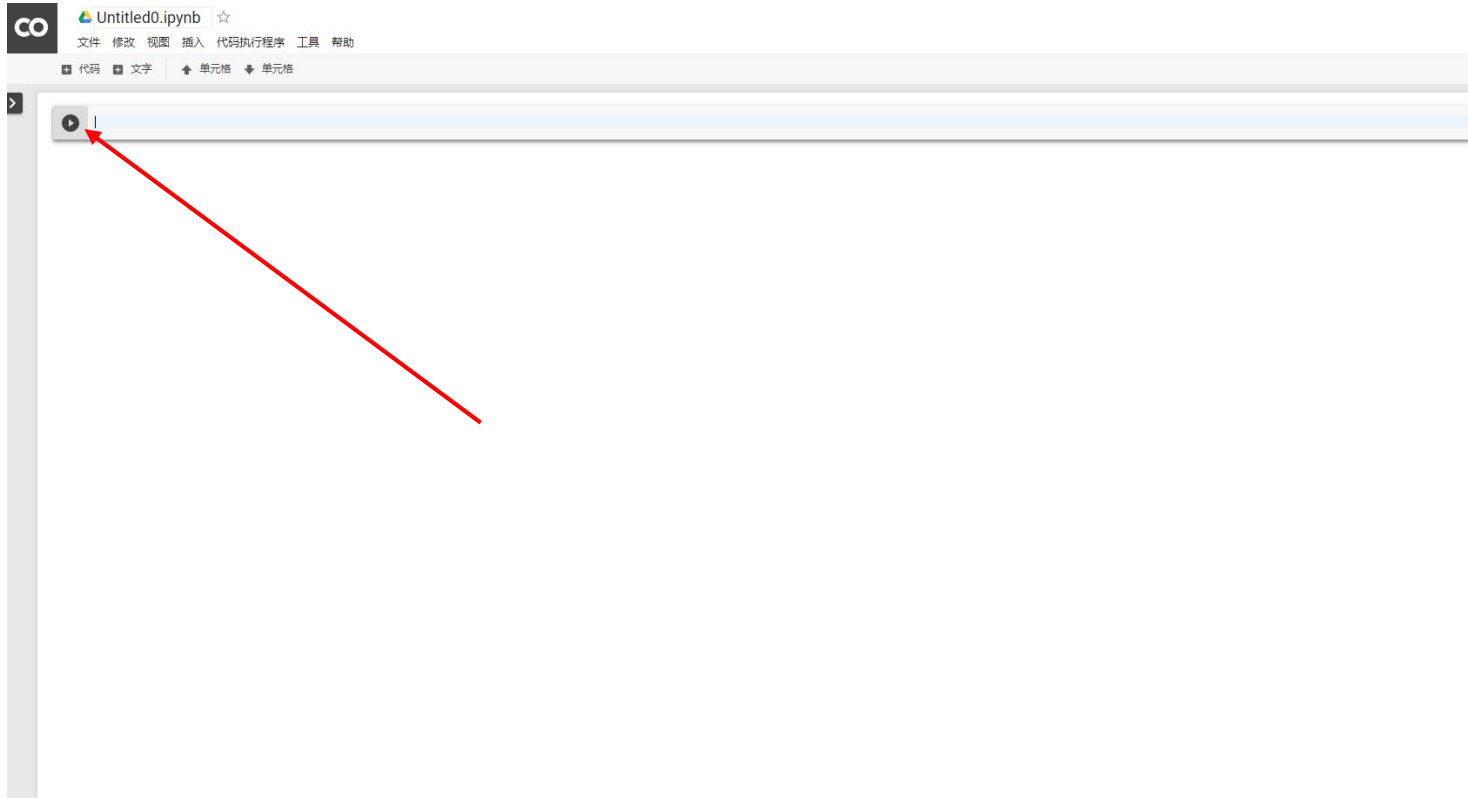 CO
Untitled0.ipynb
文件 修改 视图 插入 代码执行程序 工具 帮助
代码 文字 单元格 单元格